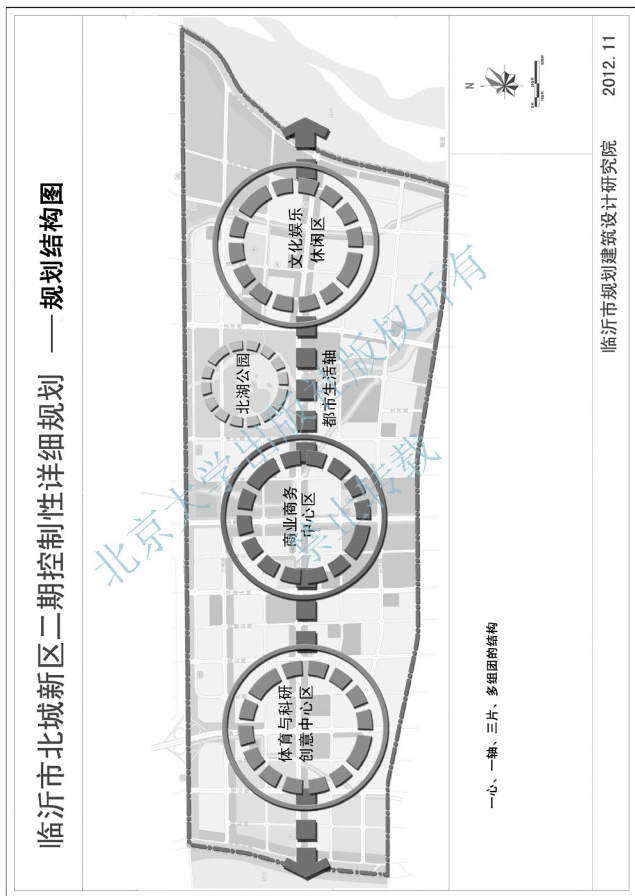 临沂市北城新区二期控制性详细规划 ——规划结构图
北湖公园
文化娱乐
休闲区
都市生活轴
商业商务
中心区
体育与科研
创意中心区
一心、一轴、三片、多组团的结构
N
临沂市规划建筑设计研究院 2012.11
北京大学出版社版权所有
禁止转载